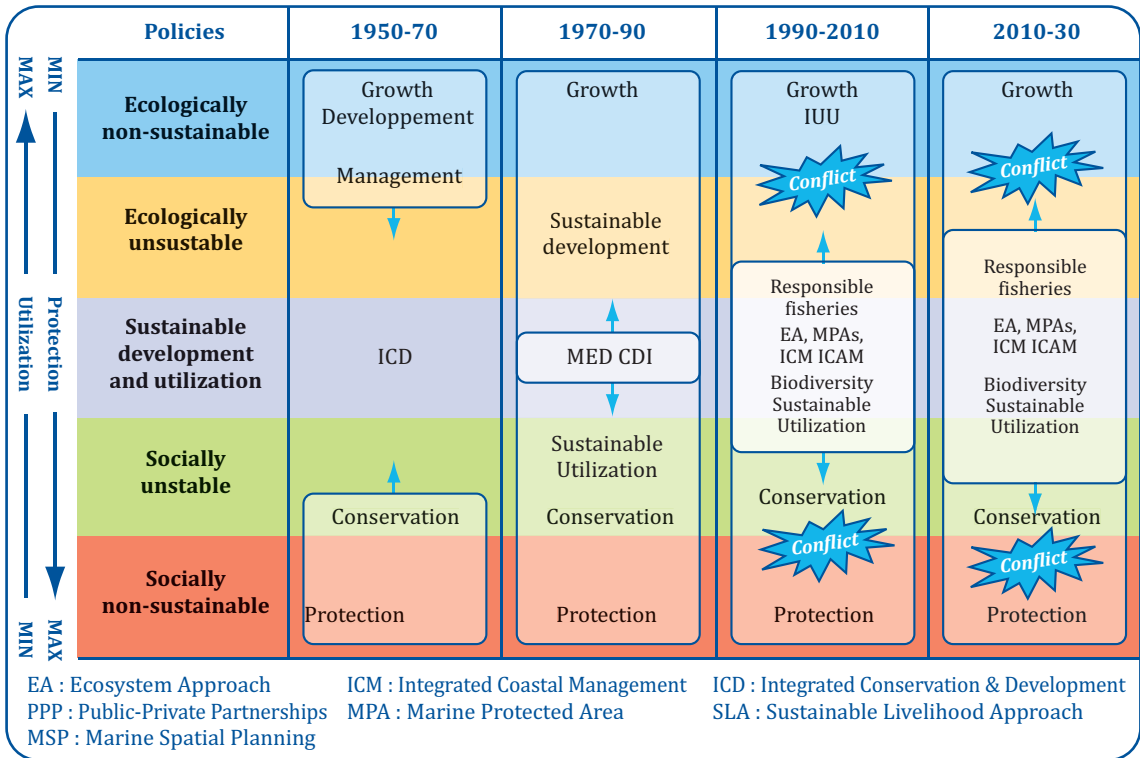 Policies
1950-70
1970-90
1990-2010
2010-30
MAX
MIN
Utilization
Protection
MIN
MAX
Ecologically
non-sustainable
Growth
Developpement
Management
Growth
Growth
IUU
Conflict
Growth
Conflict
Ecologically
unsustable
Sustainable
development
Responsible
fisheries
Responsible
fisheries
Sustainable
development
and utilization
ICD
MED CDI
EA, MPAs,
ICM ICAM
Biodiversity
Sustainable
Utilization
EA, MPAs,
ICM ICAM
Biodiversity
Sustainable
Utilization
Socially
unstable
Conservation
Sustainable
Utilization
Conservation
Conservation
Conflict
Conservation
Conflict
Socially
non-sustainable
Protection
Protection
Protection
Protection
EA : Ecosystem Approach
ICM : Integrated Coastal Management
ICD : Integrated Conservation & Development
PPP : Public-Private Partnerships
MPA : Marine Protected Area
SLA : Sustainable Livelihood Approach
MSP : Marine Spatial Planning